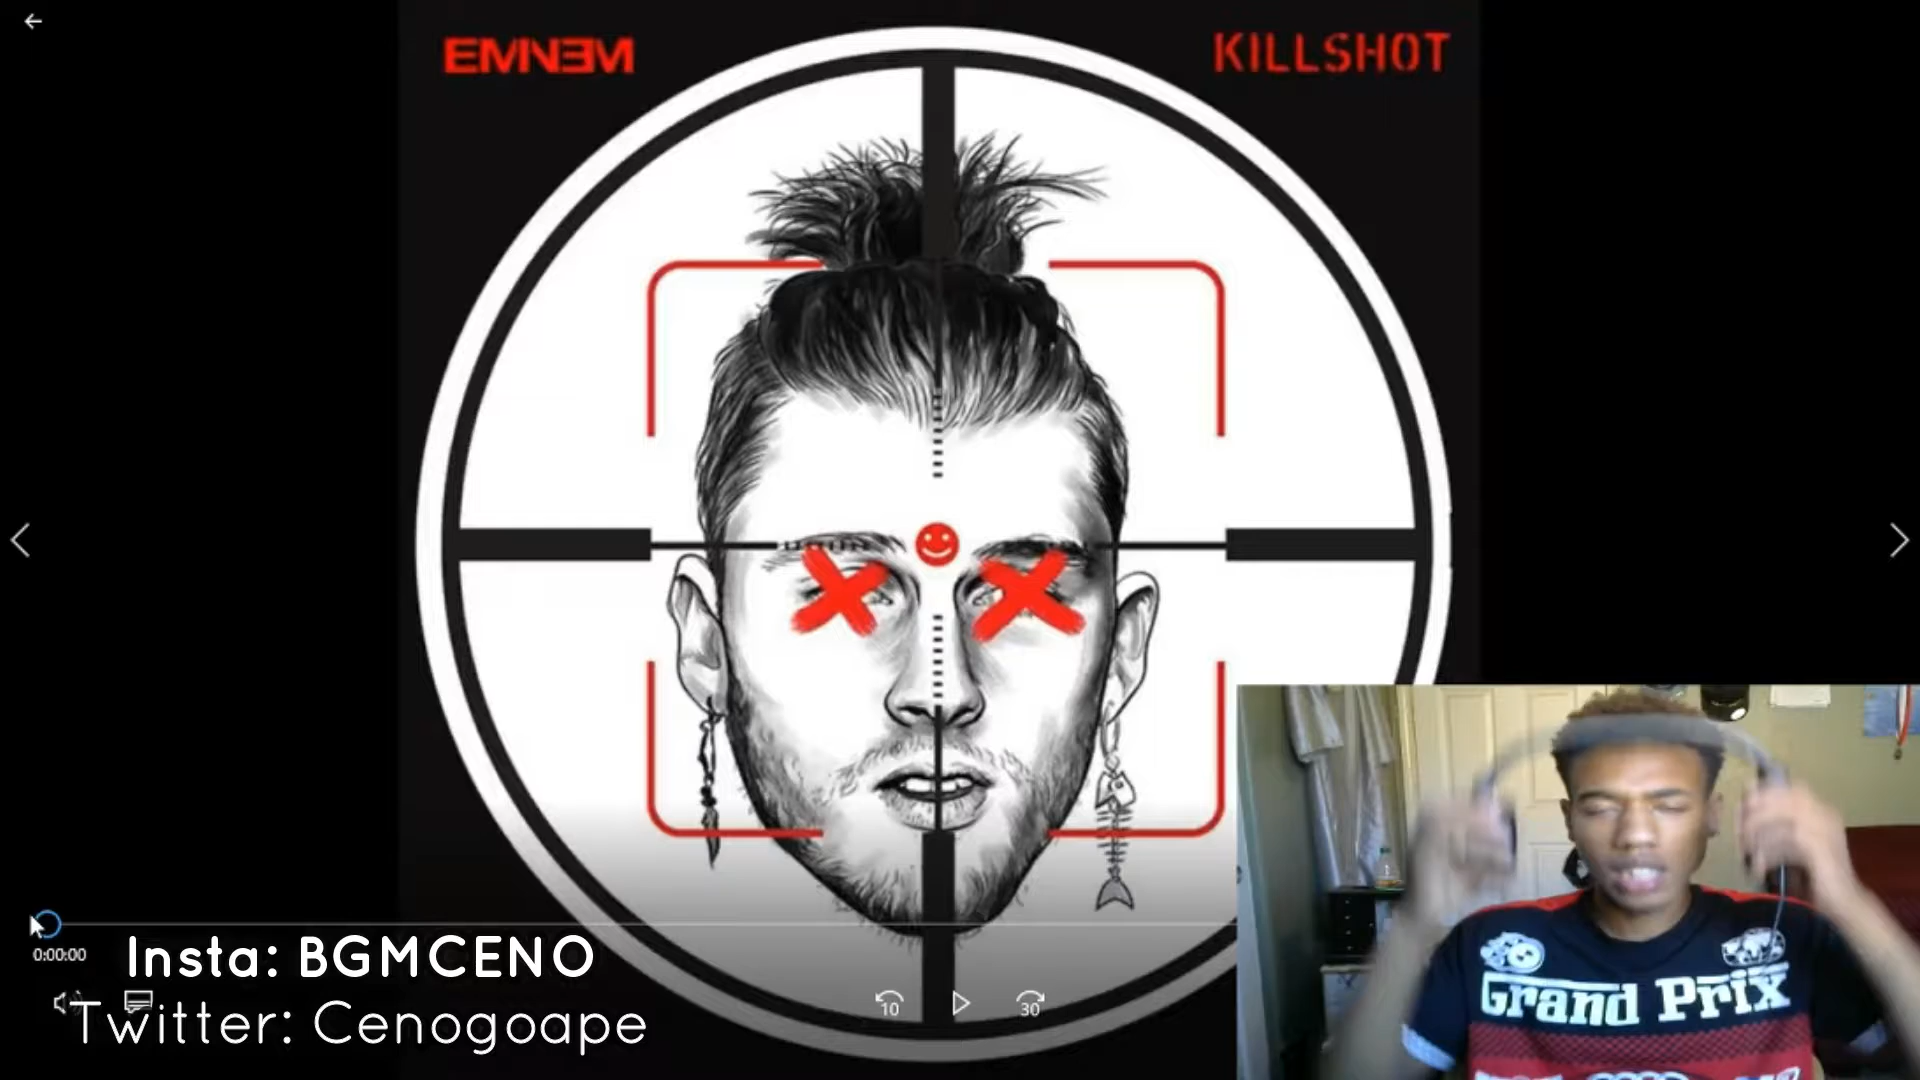 EMINEM
KILLSHOT
Grand Prix
0:00:00
Insta: BGMCENO
10
30
Twitter: Cenogoape